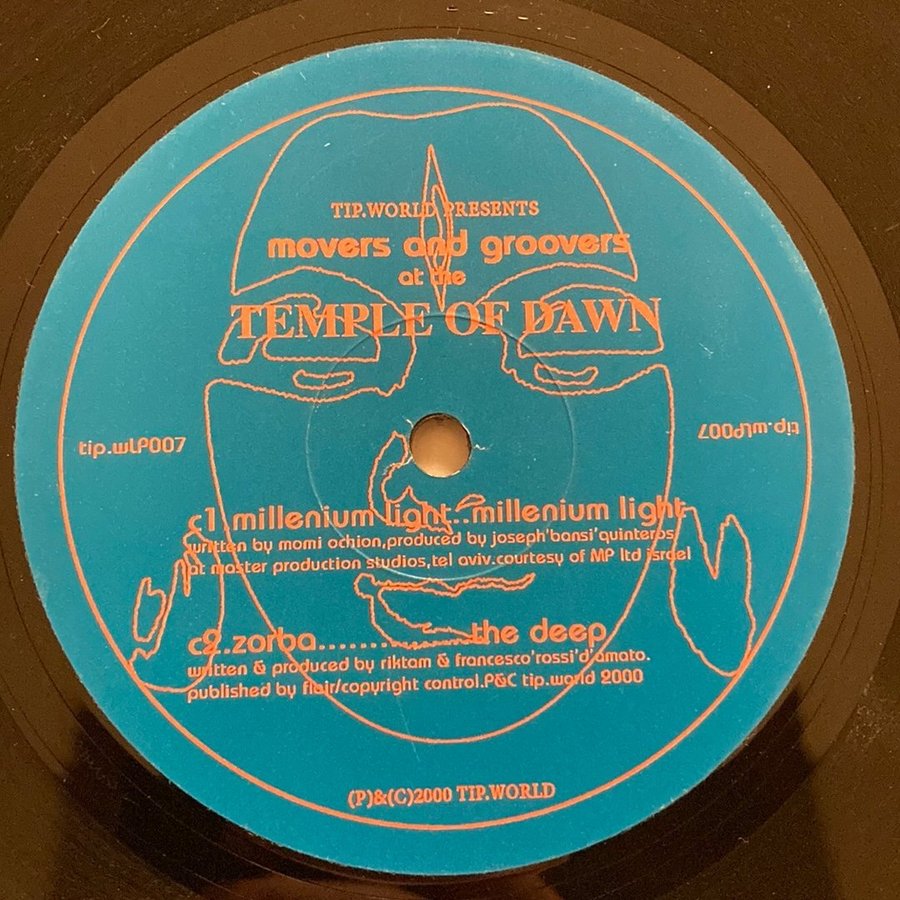 TIP.WORLD PRESENTS
movers and groovers
at the
TEMPLE OF DAWN
tip.wLP007
tip.wLP007
c1.millenium light..millenium light
written by momi ochion,produced by joseph'bansi'quinteros
at master production studios,tel aviv.courtesy of MP ltd israel
c2.zorba...............the deep
written & produced by riktam & francesco'rossi'd'amato.
published by flair/copyright control.P&C tip.world 2000
(P)&(C)2000 TIP.WORLD